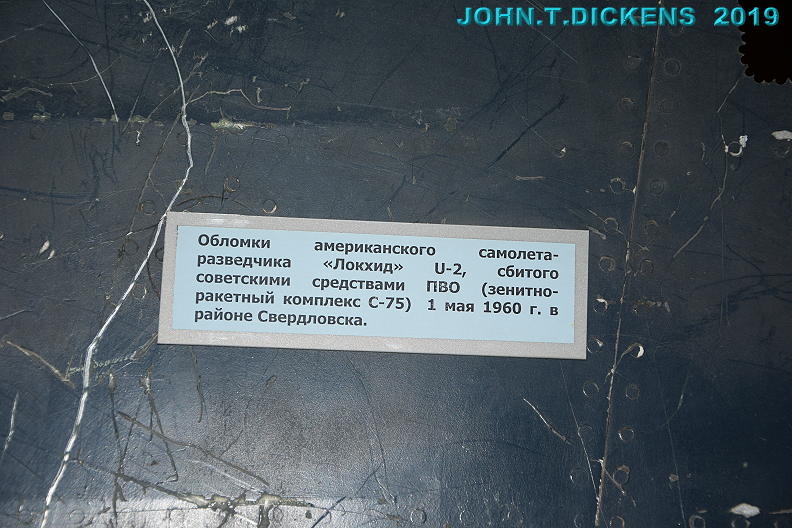 JOHN.T.DICKENS 2019
Обломки американского самолета-
разведчика «Локхид» U-2, сбитого
советскими средствами ПВО (зенитно-
ракетный комплекс С-75) 1 мая 1960 г. в
районе Свердловска.